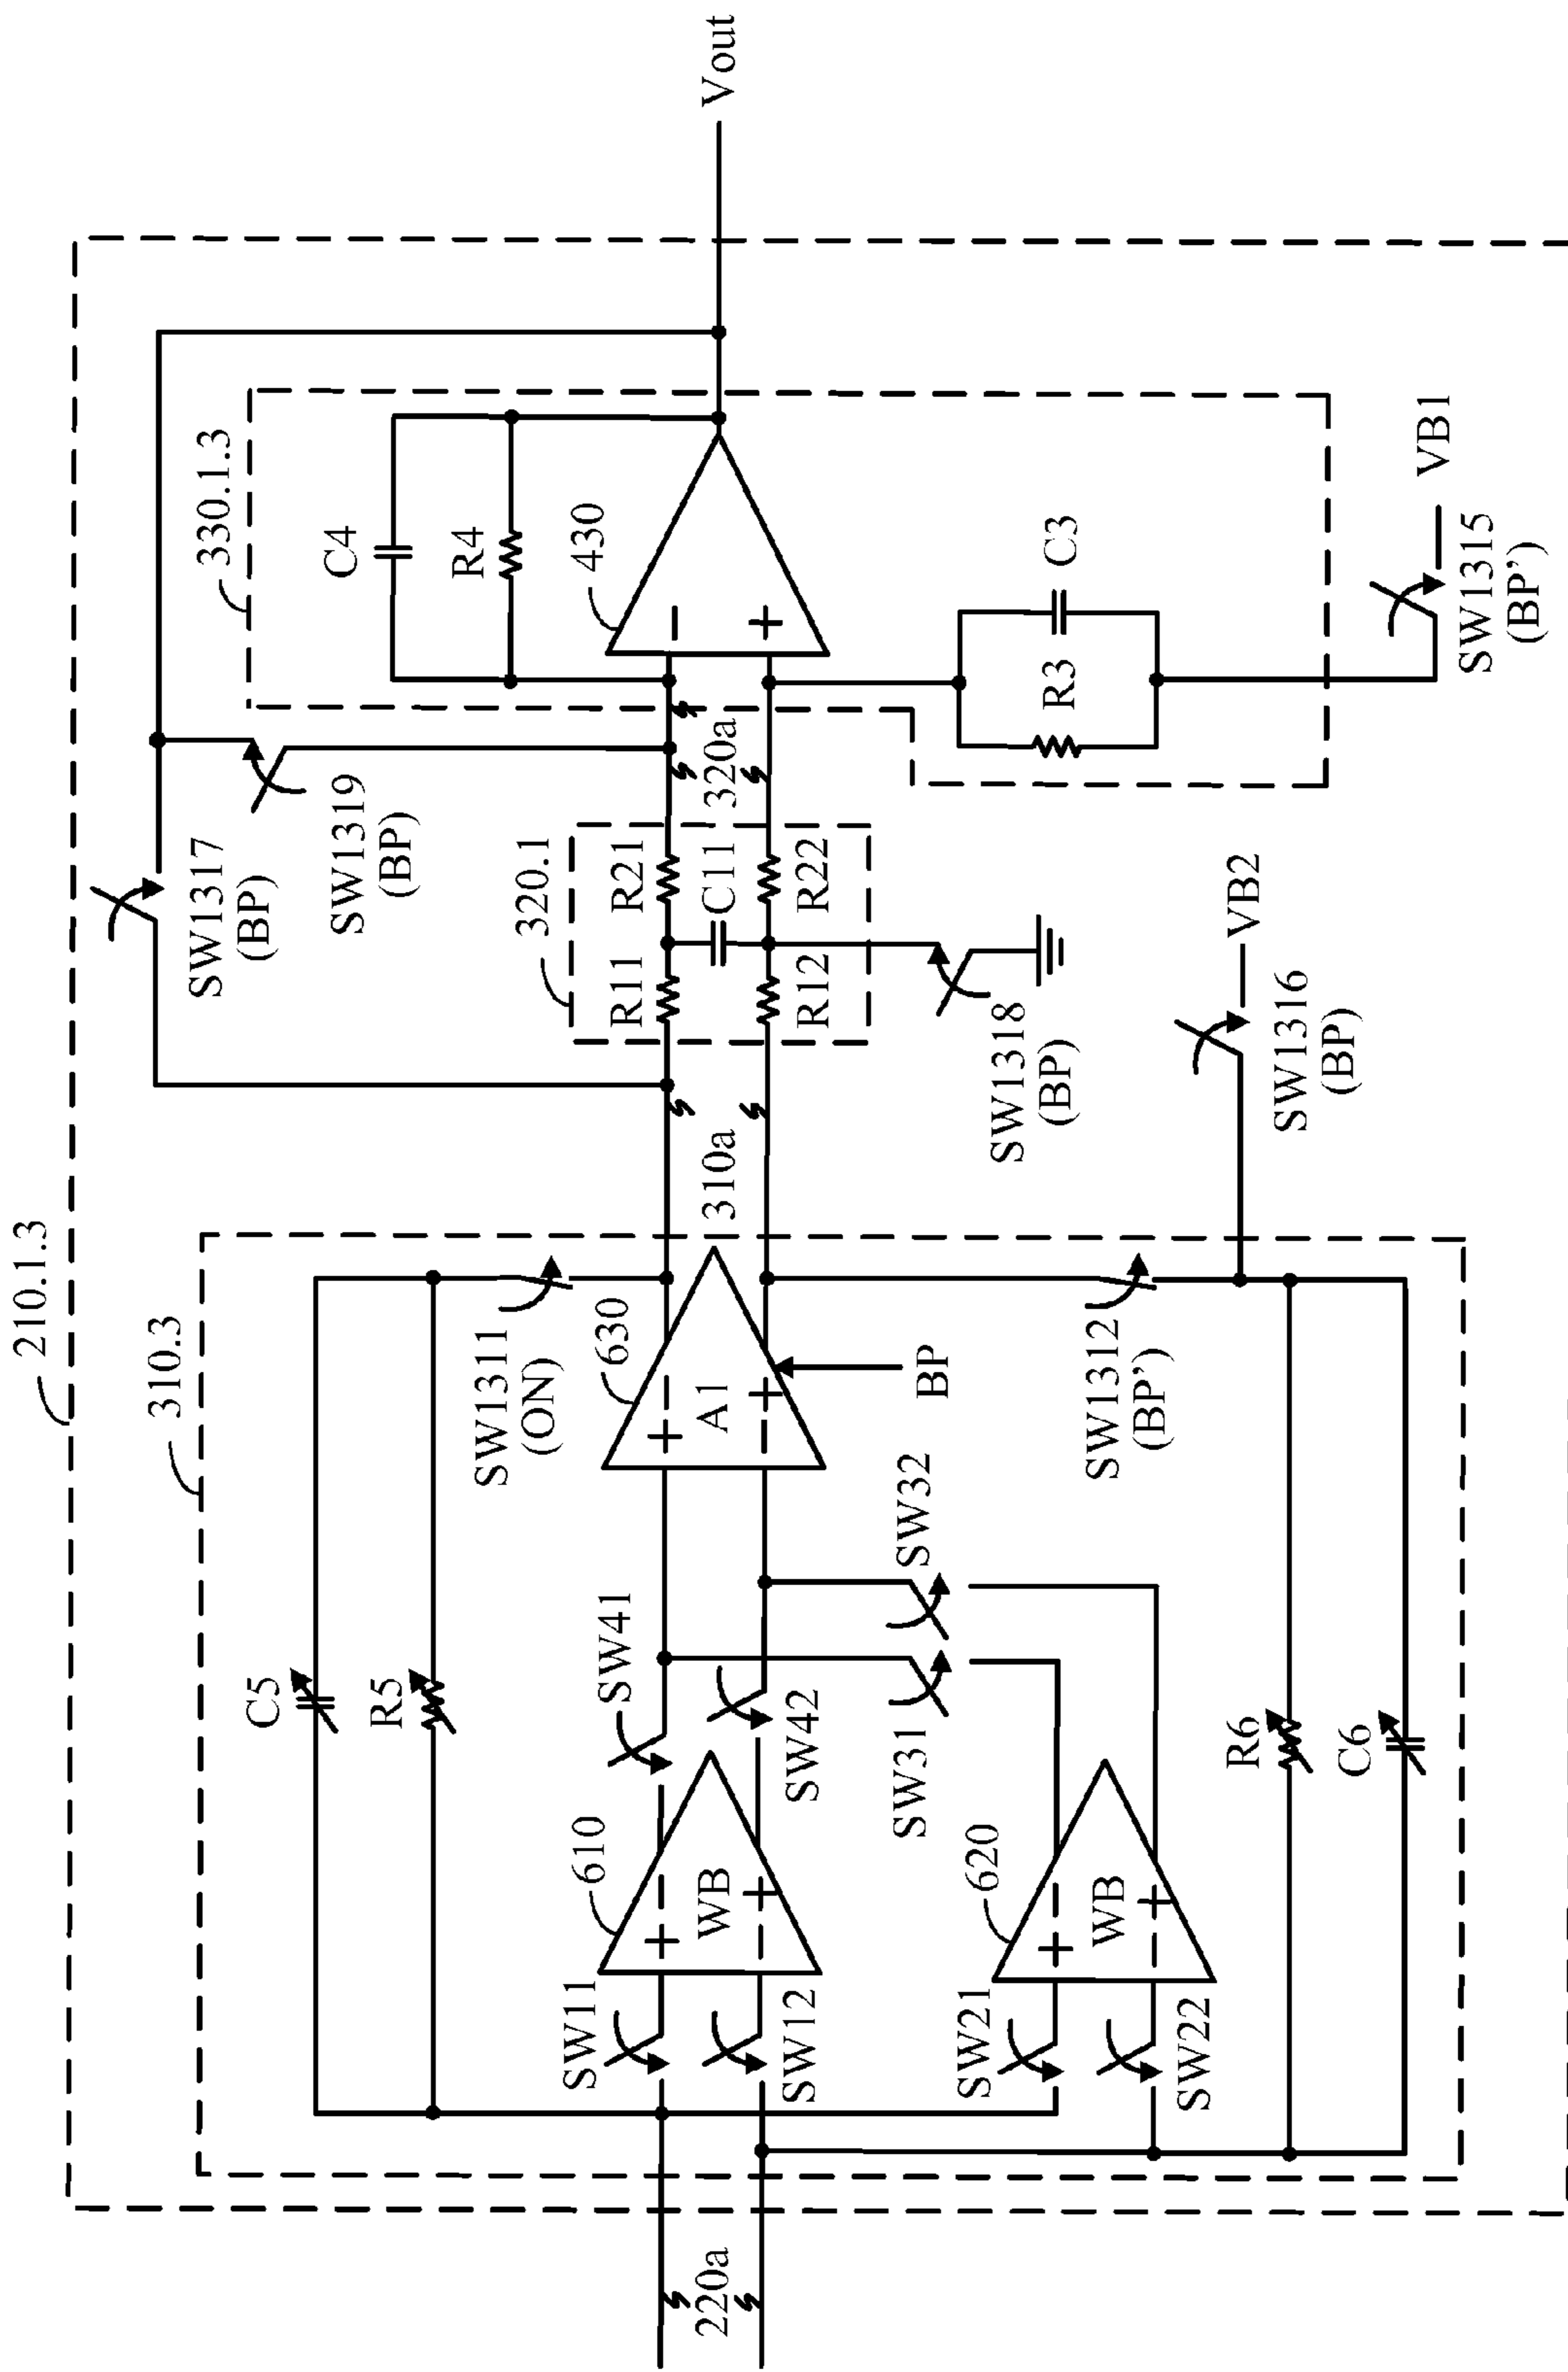 210.1.3
310.3
C5
R5
SW1311
(ON)
SW11
610
WB
+
−
−
+
SW12
SW41
SW42
630
A1
+
−
−
+
BP
SW31
SW32
SW21
620
WB
+
−
−
+
SW22
R6
C6
SW1312
(BP')
220a
310a
SW1317
(BP)
SW1319
(BP)
320.1
R11
R21
C11
R12
R22
320a
SW1318
(BP)
SW1316
(BP)
VB2
330.1.3
C4
R4
430
−
+
R3
C3
SW1315
(BP')
VB1
Vout